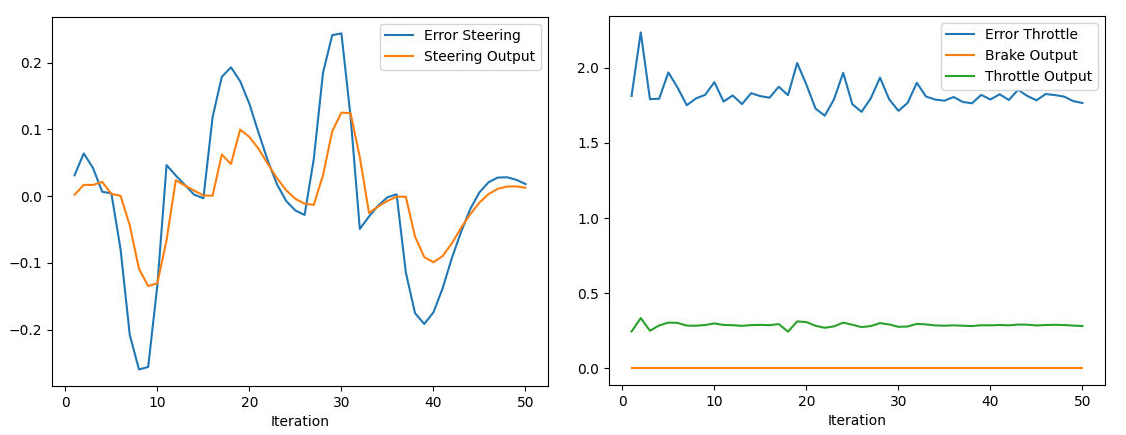 Error Steering
Steering Output
0.2
0.1
0.0
−0.1
−0.2
0 10 20 30 40 50
Iteration
Error Throttle
Brake Output
Throttle Output
2.0
1.5
1.0
0.5
0.0
0 10 20 30 40 50
Iteration